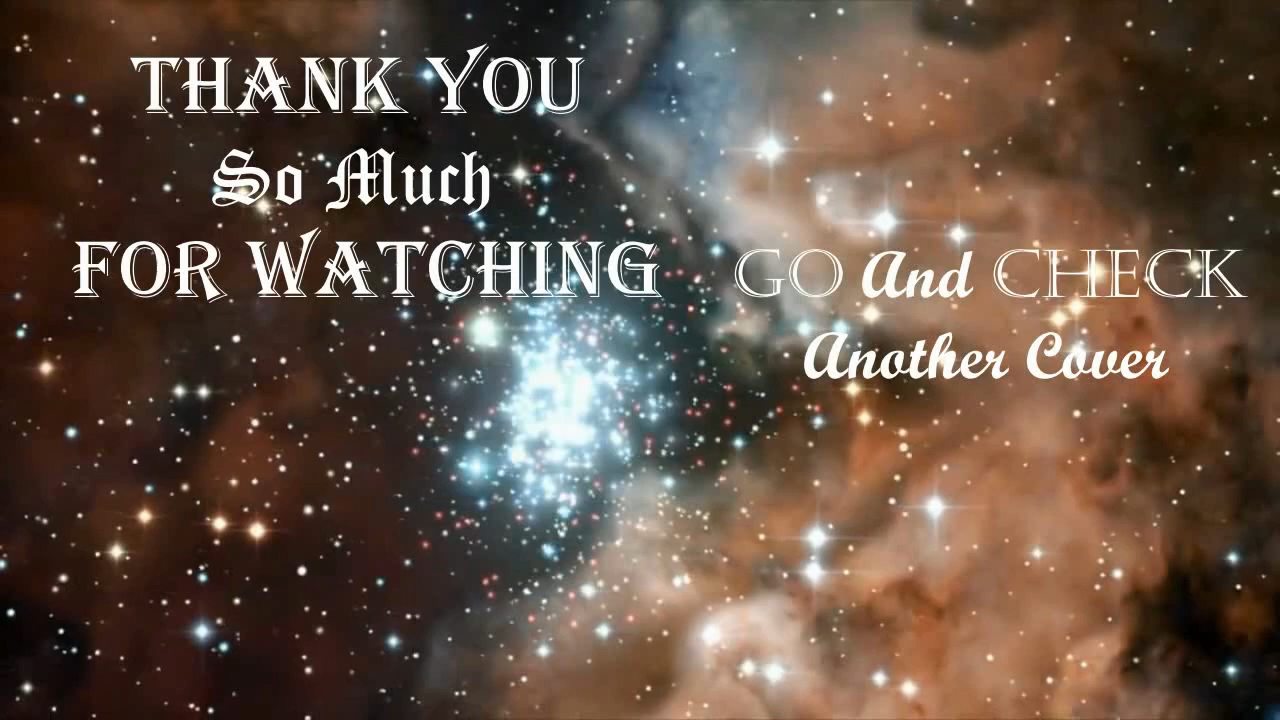 THANK YOU
So Much
FOR WATCHING
GO And CHECK
Another Cover